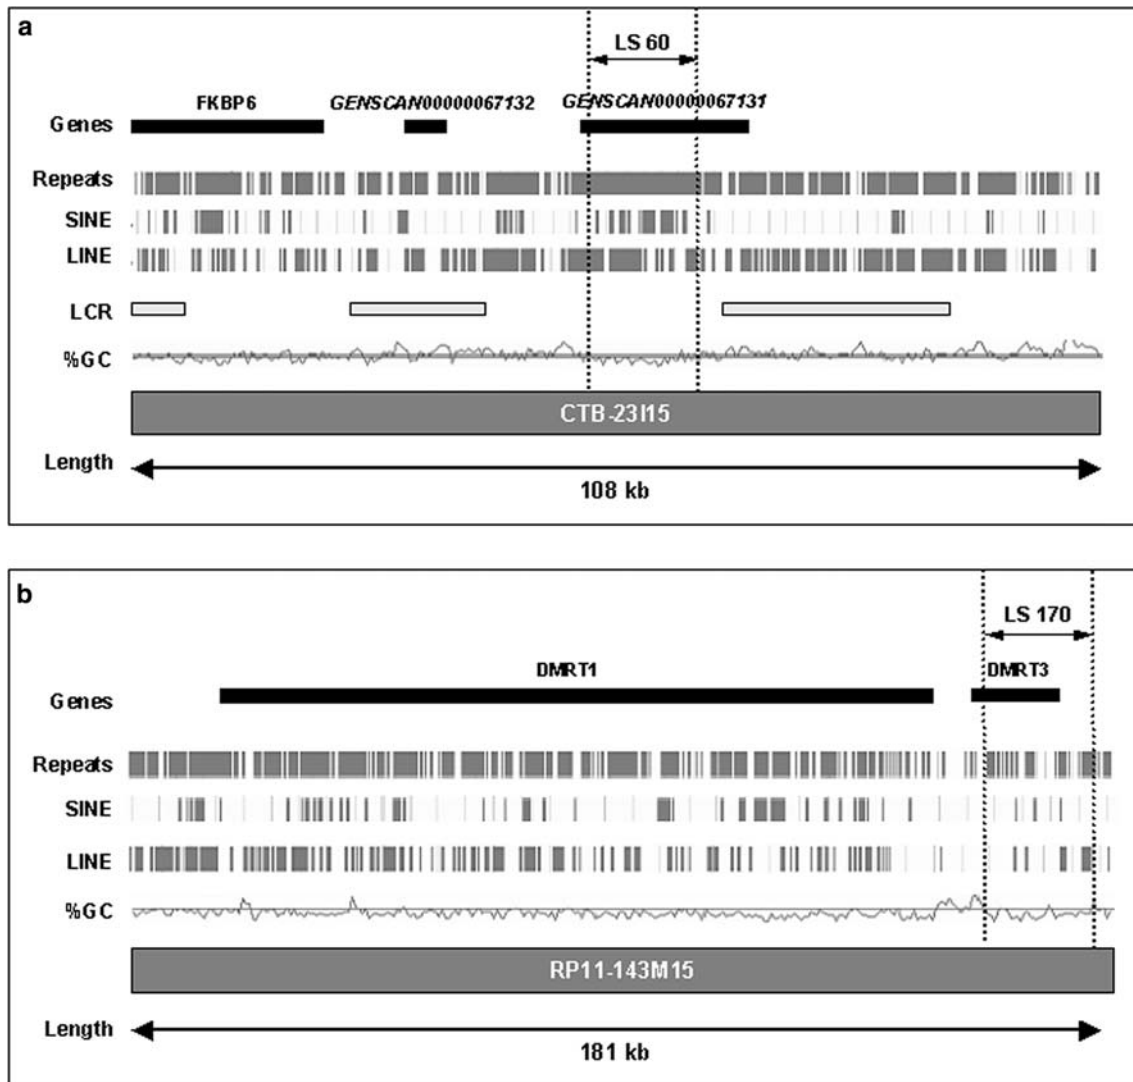 a
LS 60
FKBP6 GENSCAN00000067132 GENSCAN00000067131
Genes
Repeats
SINE
LINE
LCR
%GC
CTB-23I15
Length
108 kb
b
LS 170
DMRT1 DMRT3
Genes
Repeats
SINE
LINE
%GC
RP11-143M15
Length
181 kb